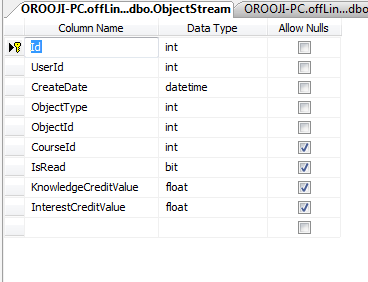 OROOJI-PC.offLin...dbo.ObjectStream OROOJI-PC.offLin...dbo
Column Name Data Type Allow Nulls
Id int
UserId int
CreateDate datetime
ObjectType int
ObjectId int
CourseId int
IsRead bit
KnowledgeCreditValue float
InterestCreditValue float